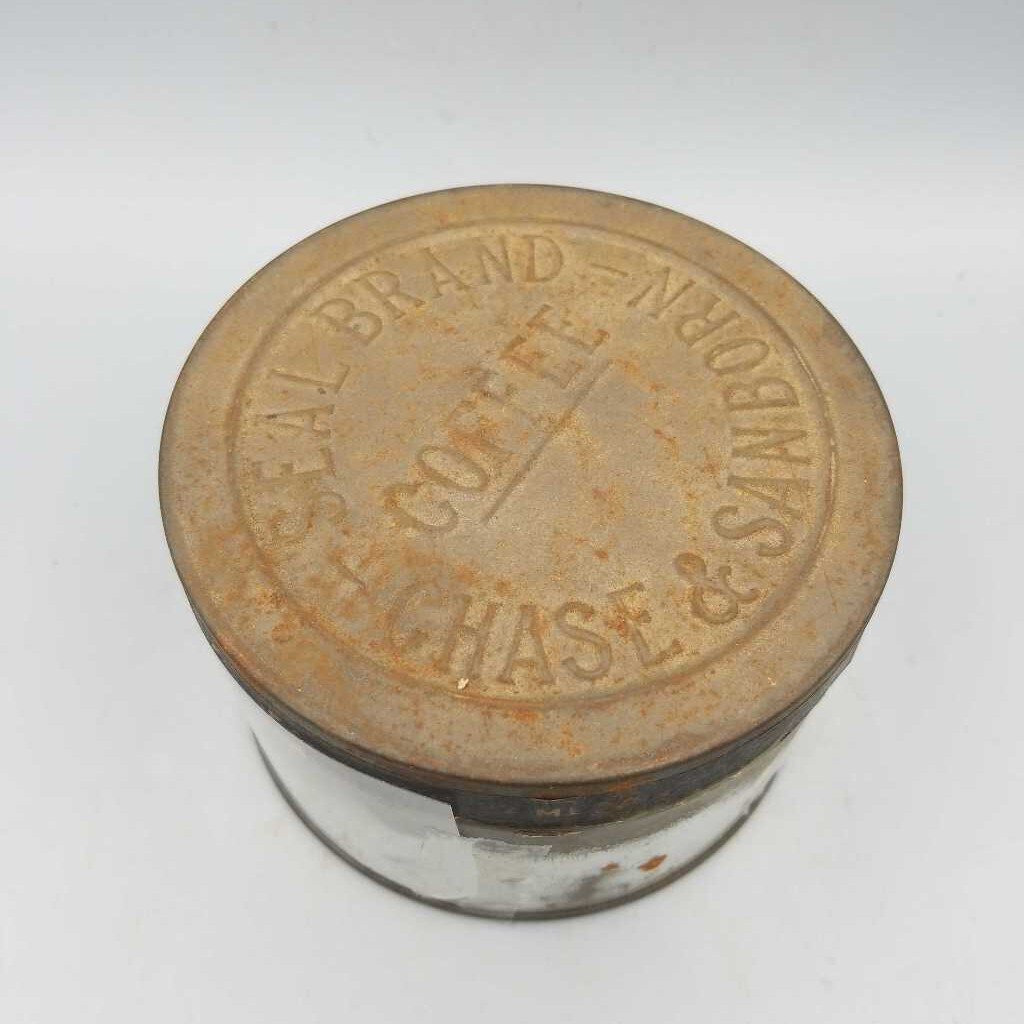 SEAL BRAND – 
COFFEE
CHASE & SANBORN